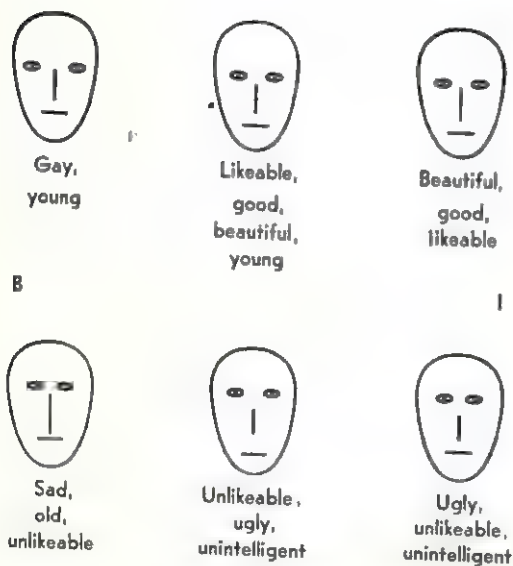 Gay,
young
Likeable,
good,
beautiful,
young
Beautiful,
good,
likeable
B
Sad,
old,
unlikeable
Unlikeable,
ugly,
unintelligent
Ugly,
unlikeable,
unintelligent